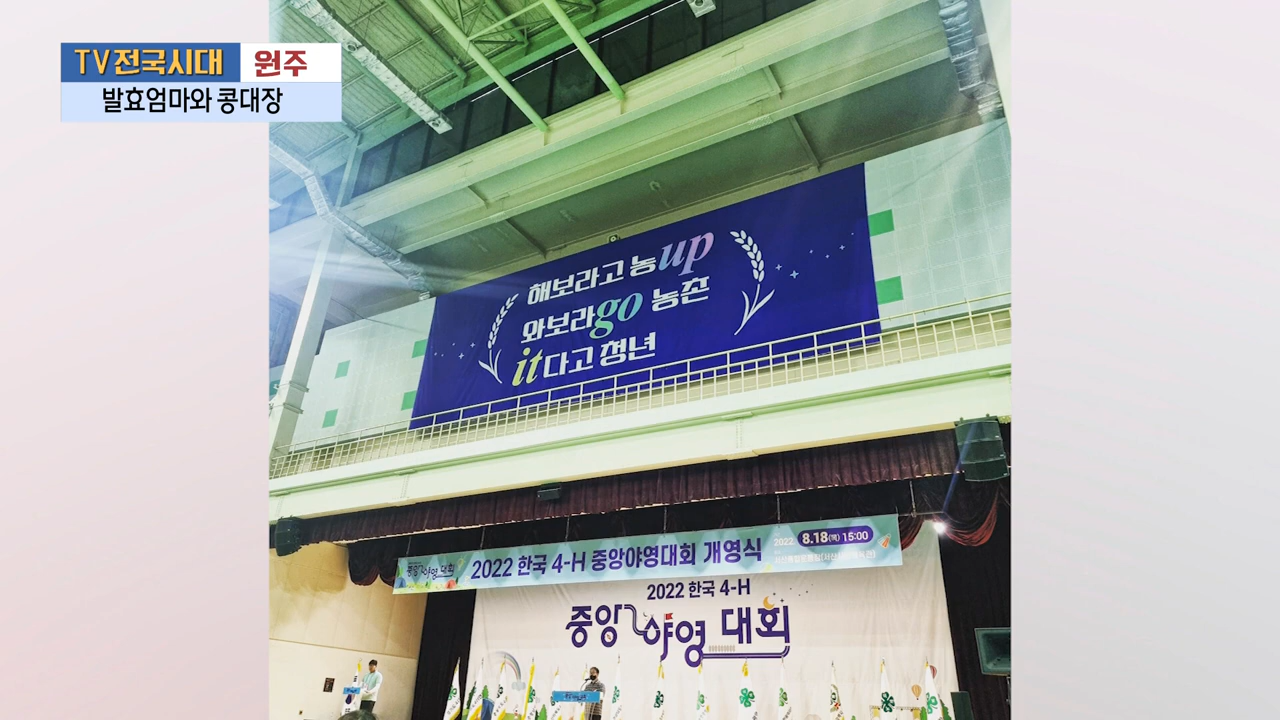 TV전국시대 원주
발효엄마와 콩대장
해보라고 농up
와보라go 농촌
it다고 청년
중앙야영대회
2022 한국 4-H 중앙야영대회 개영식
2022. 8.18(목) 15:00
2022 한국 4-H
중앙야영대회